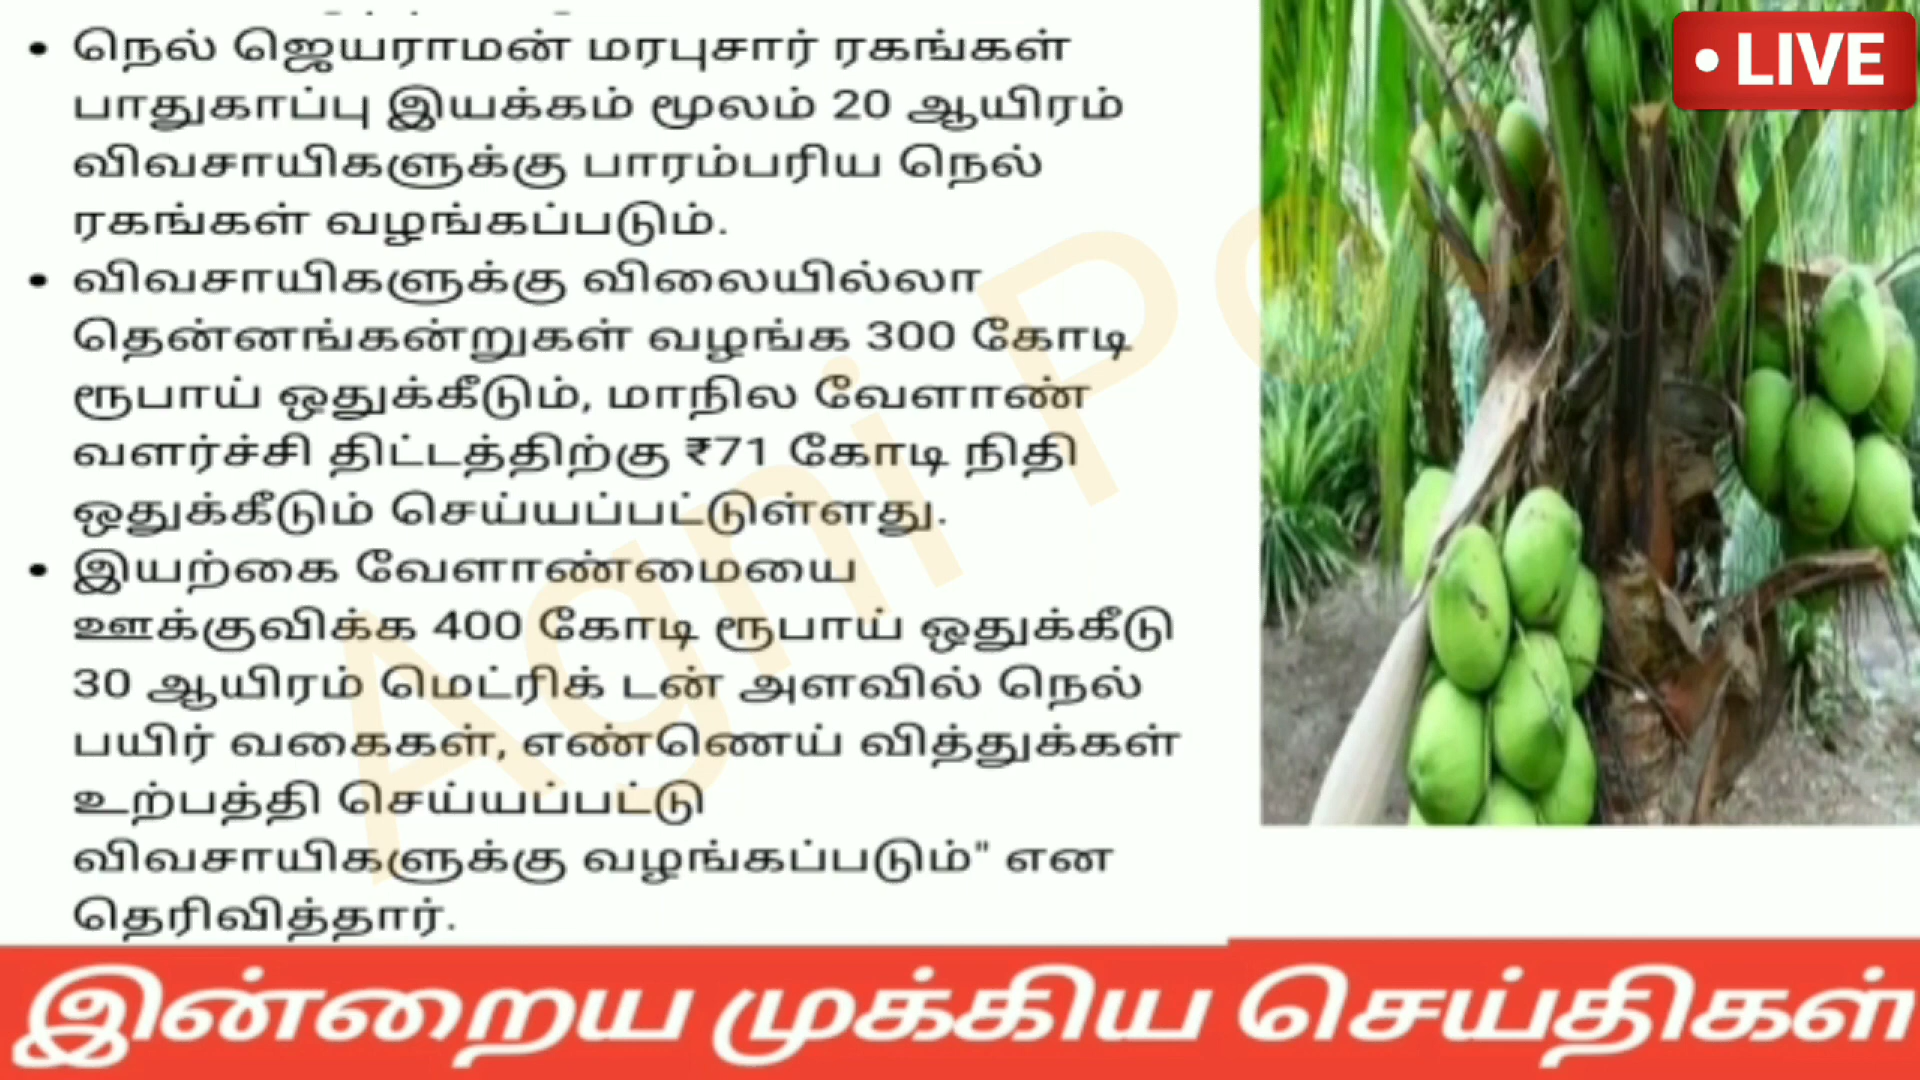 • நெல் ஜெயராமன் மரபுசார் ரகங்கள்
பாதுகாப்பு இயக்கம் மூலம் 20 ஆயிரம்
விவசாயிகளுக்கு பாரம்பரிய நெல்
ரகங்கள் வழங்கப்படும்.
• விவசாயிகளுக்கு விலையில்லா
தென்னங்கன்றுகள் வழங்க 300 கோடி
ரூபாய் ஒதுக்கீடும், மாநில வேளாண்
வளர்ச்சி திட்டத்திற்கு ₹71 கோடி நிதி
ஒதுக்கீடும் செய்யப்பட்டுள்ளது.
• இயற்கை வேளாண்மையை
ஊக்குவிக்க 400 கோடி ரூபாய் ஒதுக்கீடு
30 ஆயிரம் மெட்ரிக் டன் அளவில் நெல்
பயிர் வகைகள், எண்ணெய் வித்துக்கள்
உற்பத்தி செய்யப்பட்டு
விவசாயிகளுக்கு வழங்கப்படும்" என
தெரிவித்தார்.
• LIVE
Agni Po
இன்றைய முக்கிய செய்திகள்